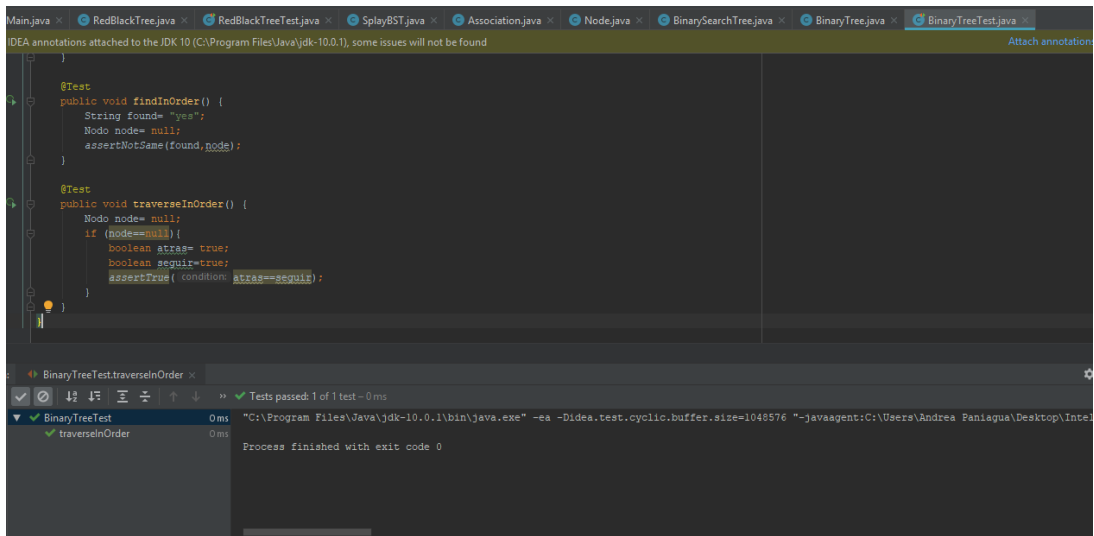 Main.java × RedBlackTree.java × RedBlackTreeTest.java × SplayBST.java × Association.java × Node.java × BinarySearchTree.java × BinaryTree.java × BinaryTreeTest.java ×
IDEA annotations attached to the JDK 10 (C:\Program Files\Java\jdk-10.0.1), some issues will not be found Attach annotations
}
@Test
public void findInOrder() {
String found= "yes";
Nodo node= null;
assertNotSame(found,node);
}
@Test
public void traverseInOrder() {
Nodo node= null;
if (node==null){
boolean atras= true;
boolean seguir=true;
assertTrue( condition: atras==seguir);
}
}
}
BinaryTreeTest.traverseInOrder ×
» Tests passed: 1 of 1 test – 0 ms
BinaryTreeTest 0 ms "C:\Program Files\Java\jdk-10.0.1\bin\java.exe" -ea -Didea.test.cyclic.buffer.size=1048576 "-javaagent:C:\Users\Andrea Paniagua\Desktop\Intel
traverseInOrder 0 ms
Process finished with exit code 0